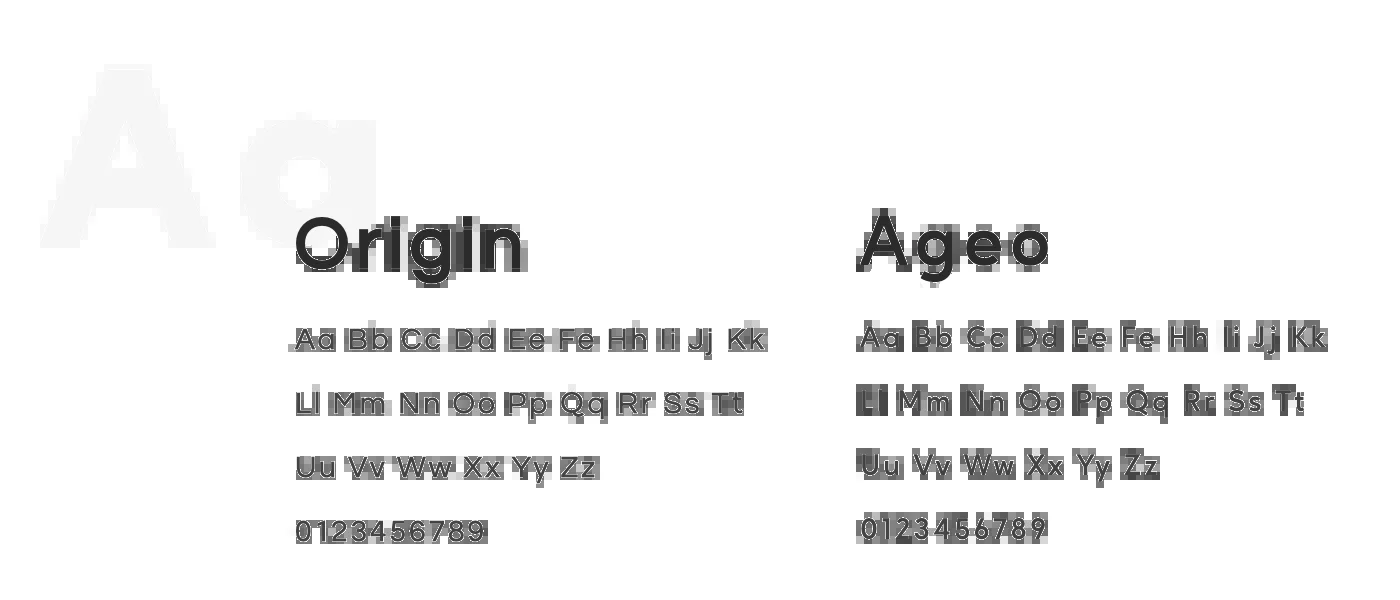 Aa
Origin
Aa Bb Cc Dd Ee Fe Hh Ii Jj Kk
Ll Mm Nn Oo Pp Qq Rr Ss Tt
Uu Vv Ww Xx Yy Zz
0123456789
Ageo
Aa Bb Cc Dd Ee Fe Hh Ii Jj Kk
Ll Mm Nn Oo Pp Qq Rr Ss Tt
Uu Vv Ww Xx Yy Zz
0123456789